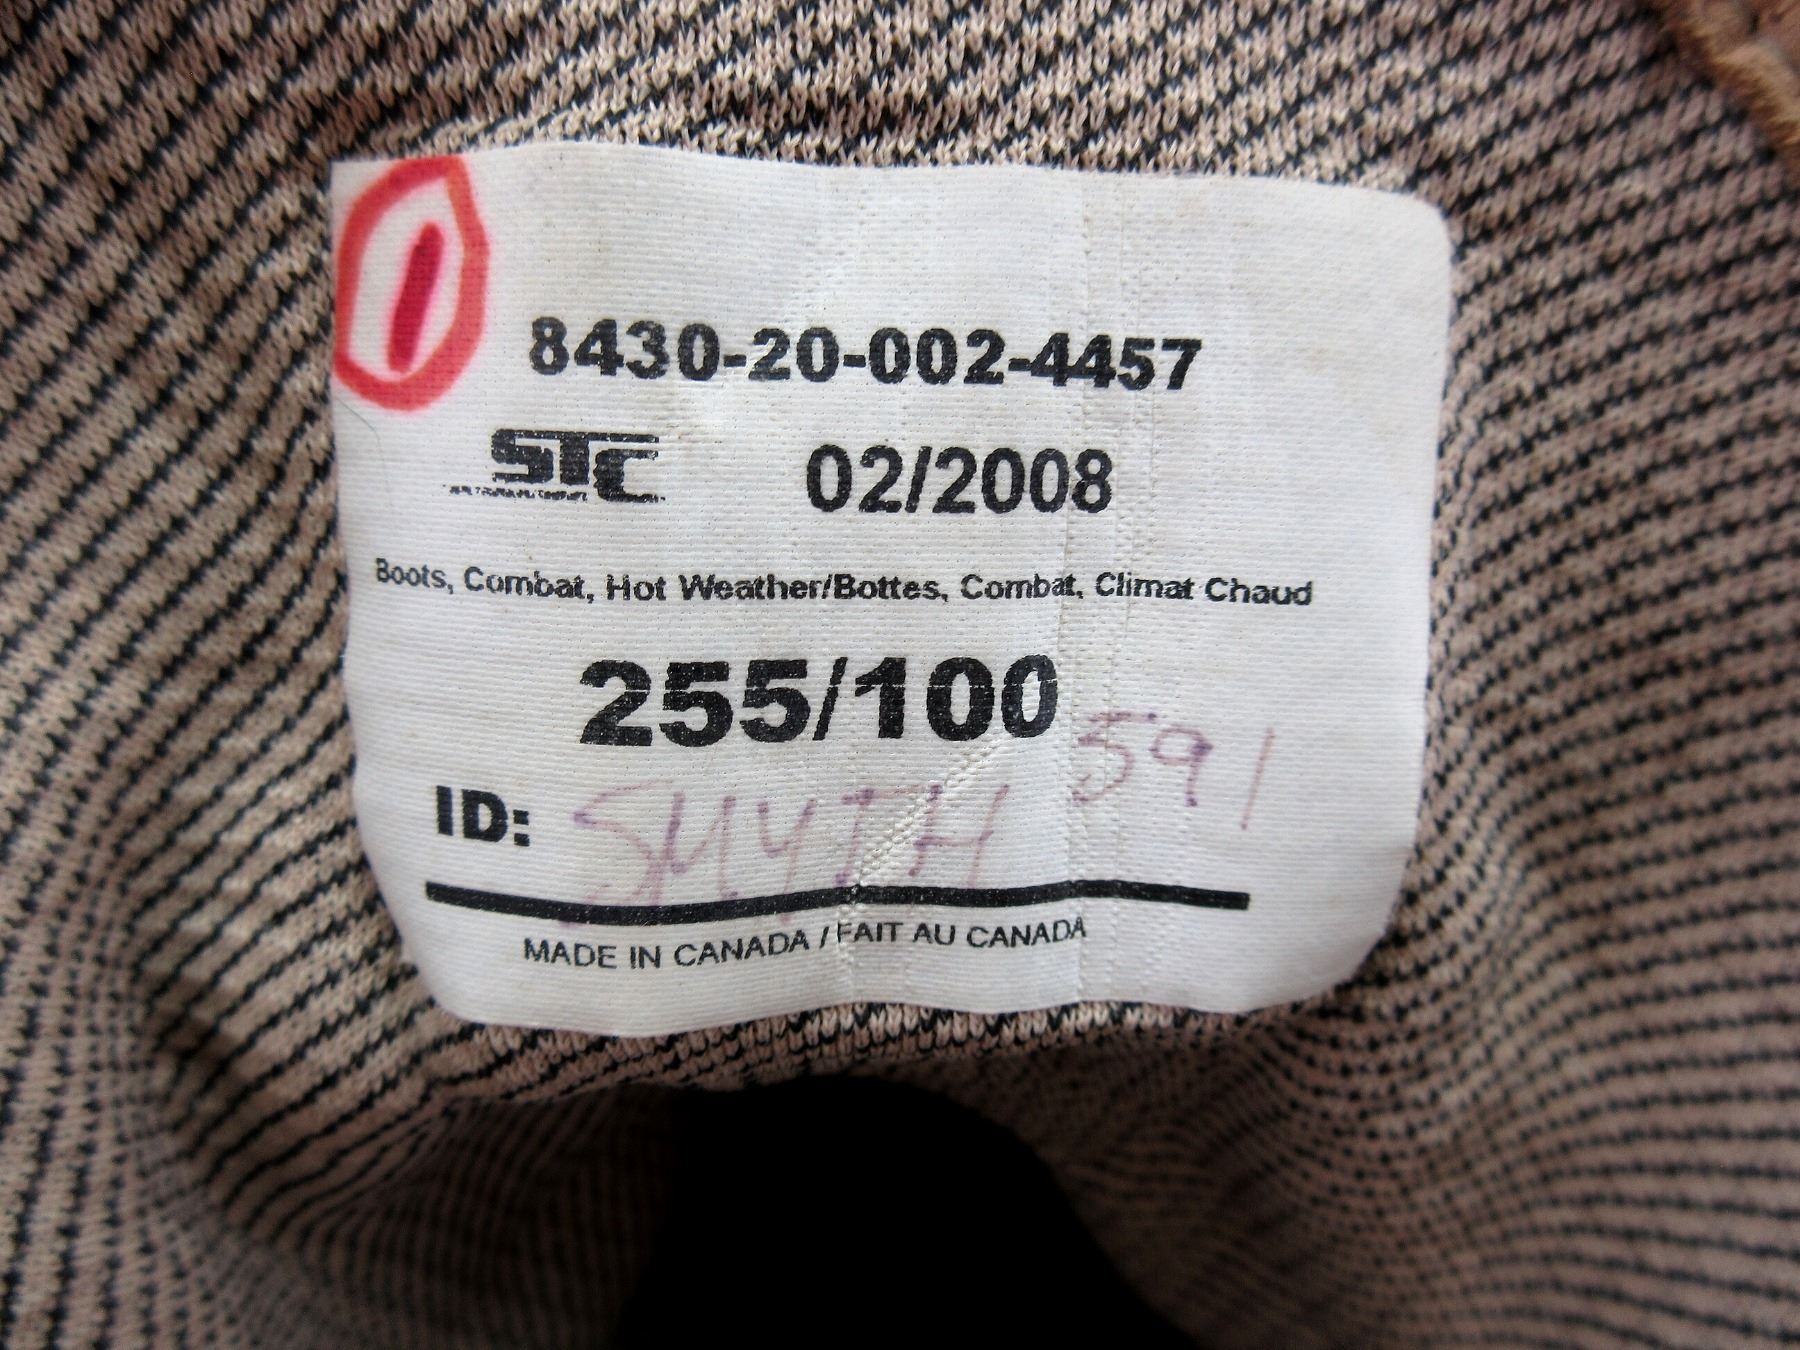 1
8430-20-002-4457
STC 02/2008
Boots, Combat, Hot Weather/Bottes, Combat, Climat Chaud
255/100
ID: SMYTH 591
MADE IN CANADA / FAIT AU CANADA